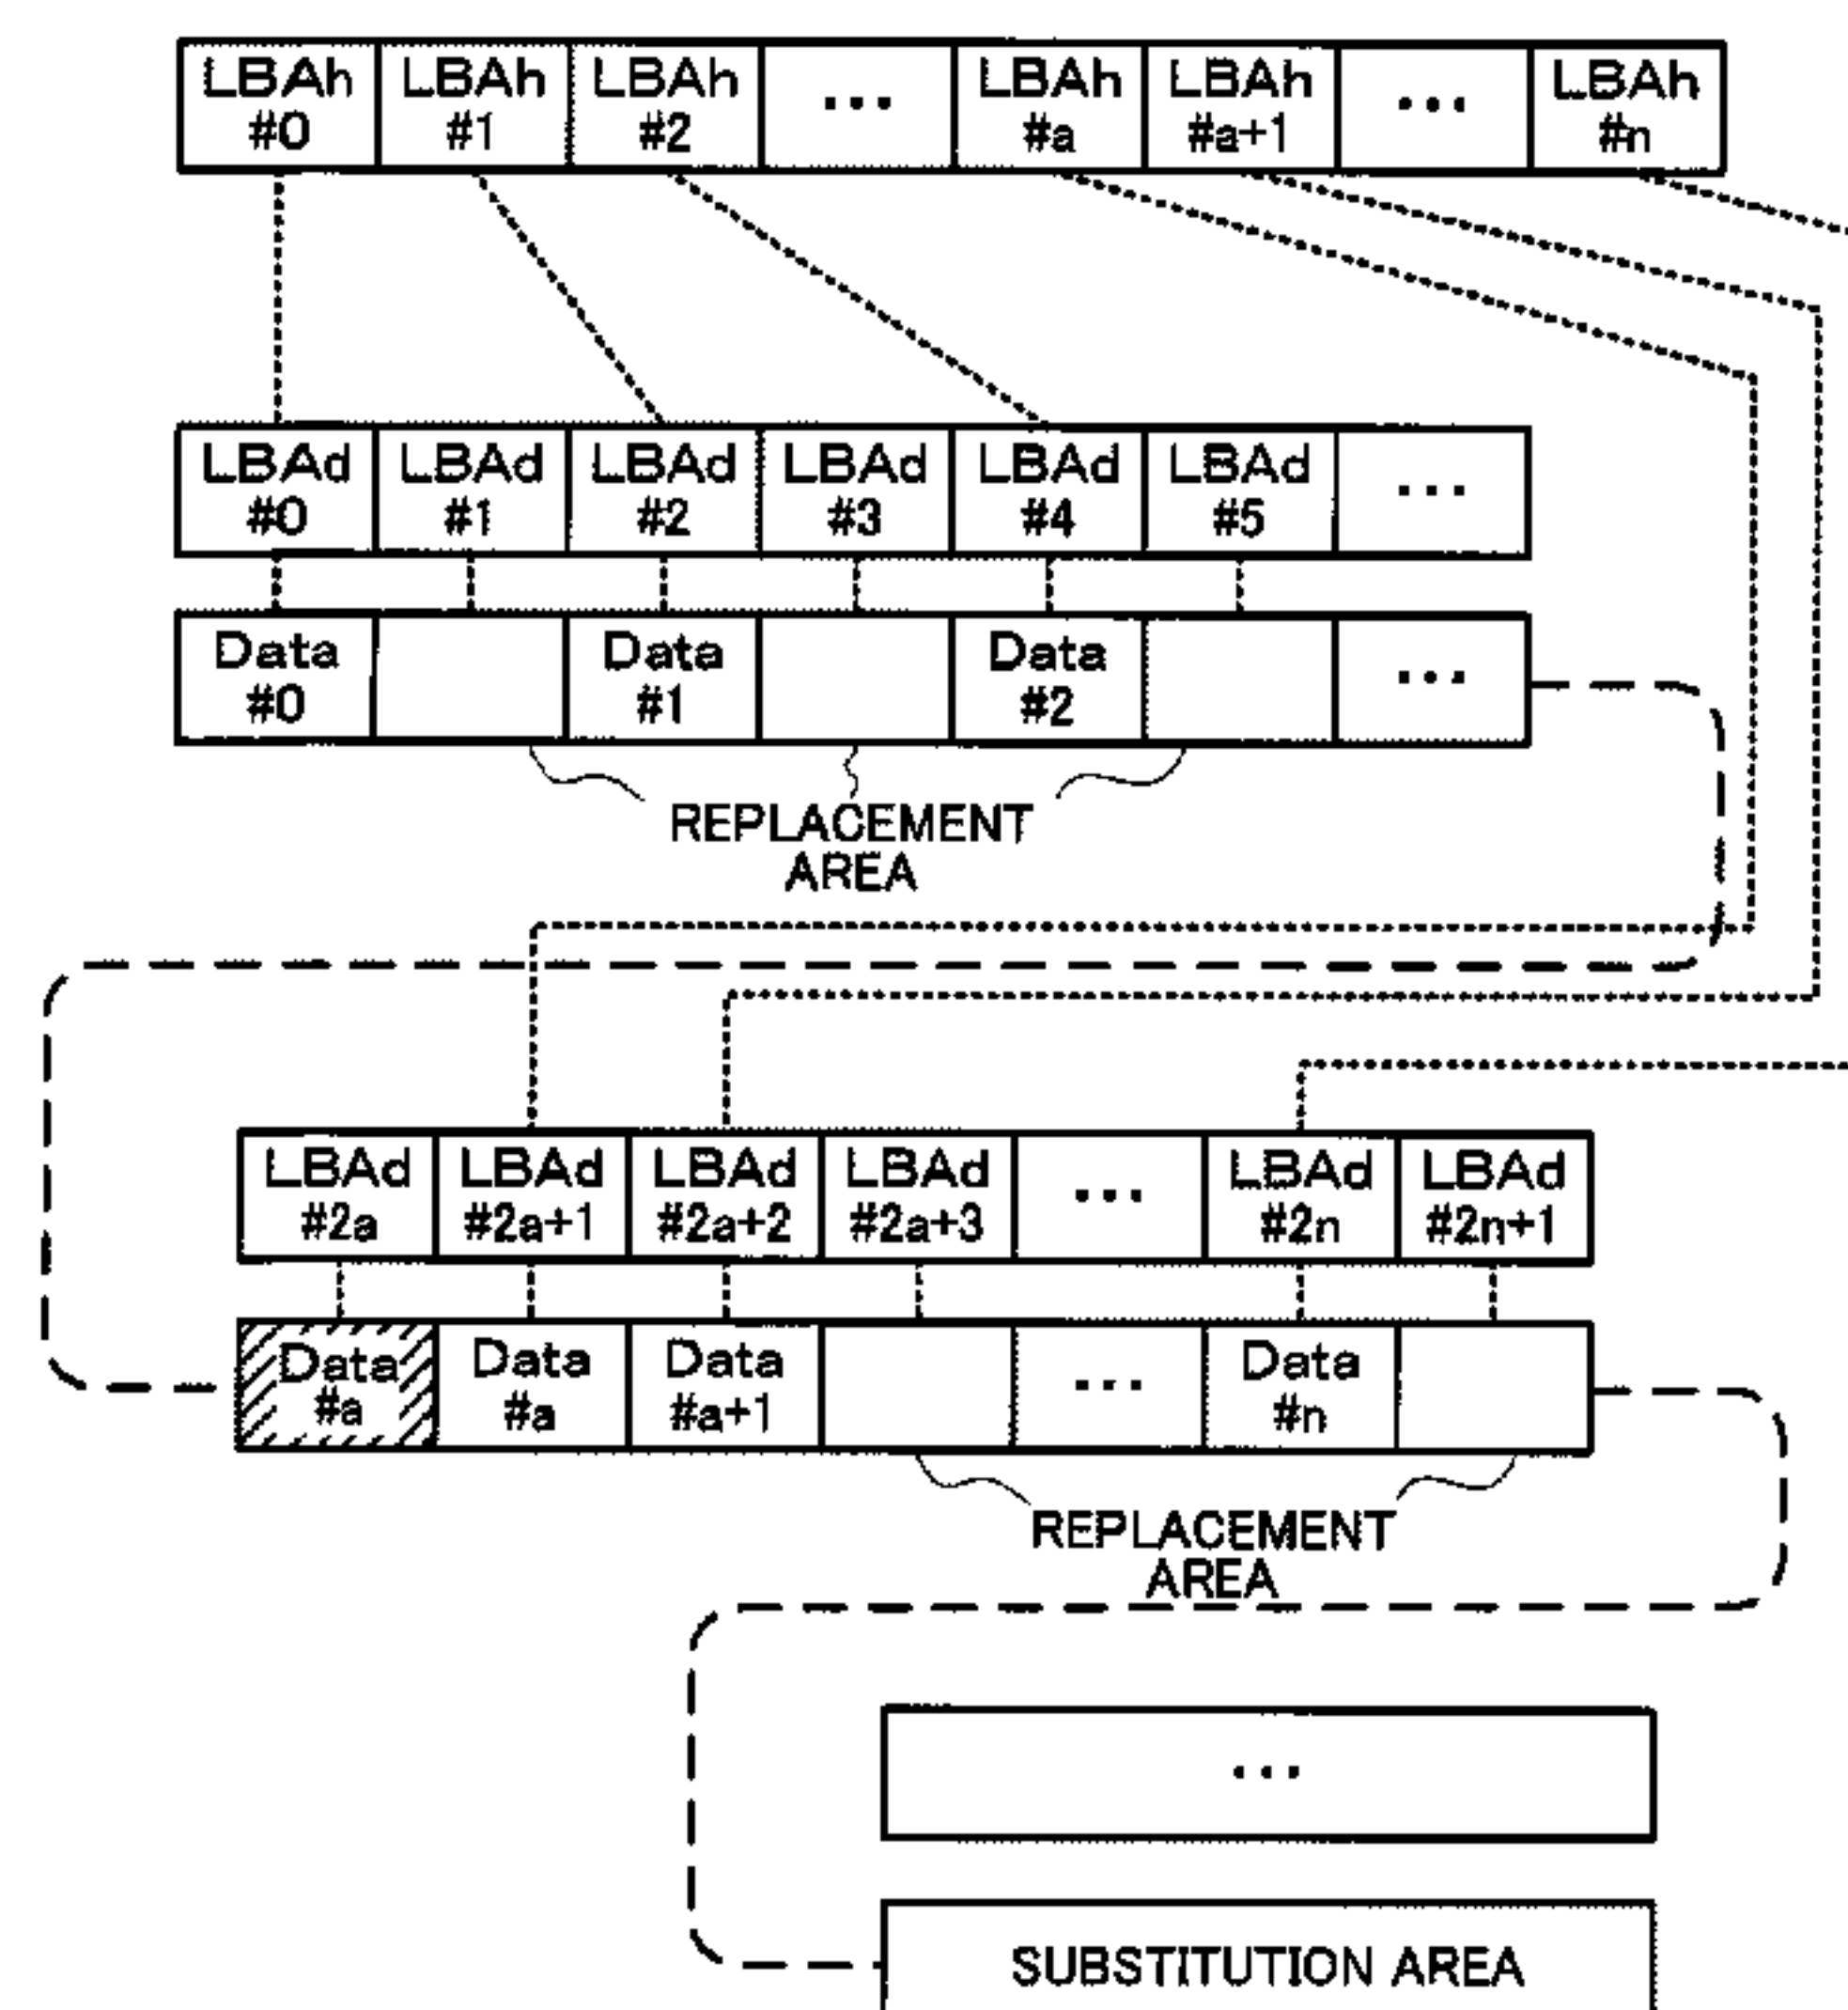 LBAh LBAh LBAh ... LBAh LBAh ... LBAh
#0 #1 #2 #a #a+1 #n
LBAd LBAd LBAd LBAd LBAd LBAd ...
#0 #1 #2 #3 #4 #5
Data Data Data ...
#0 #1 #2
REPLACEMENT
AREA
LBAd LBAd LBAd LBAd ... LBAd LBAd
#2a #2a+1 #2a+2 #2a+3 #2n #2n+1
Data Data Data ... Data
#a #a #a+1 #n
REPLACEMENT
AREA
...
SUBSTITUTION AREA